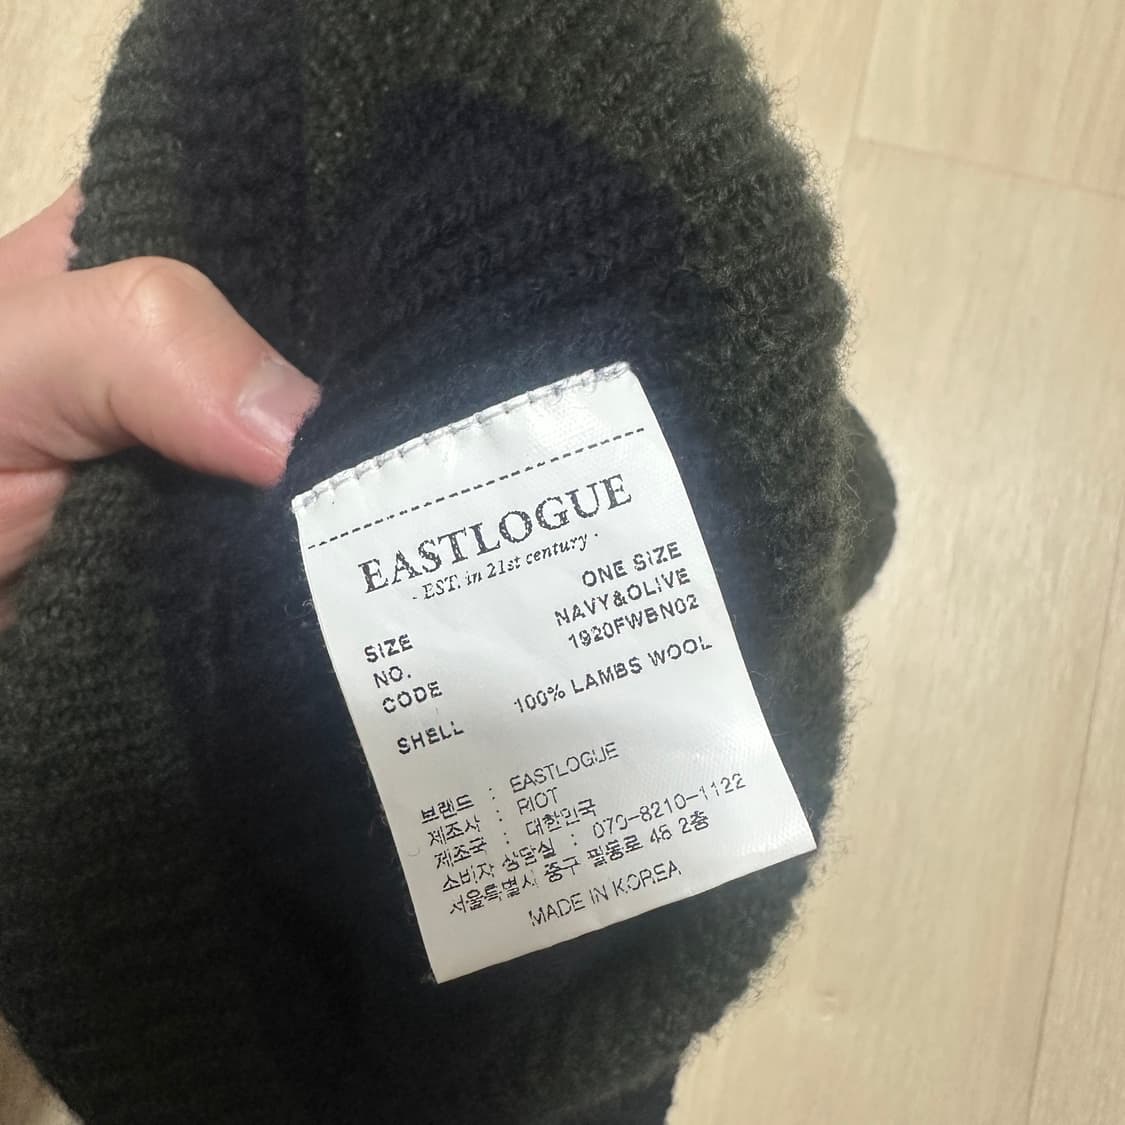 EASTLOGUE
- EST. in 21st century -
SIZE ONE SIZE
NO. NAVY&OLIVE
CODE 1920FWBN02
SHELL 100% LAMBS WOOL
브랜드 : EASTLOGUE
제조사 : RIOT
제조국 : 대한민국
소비자 상담실 : 070-8210-1122
서울특별시 중구 필동로 46 2층
MADE IN KOREA